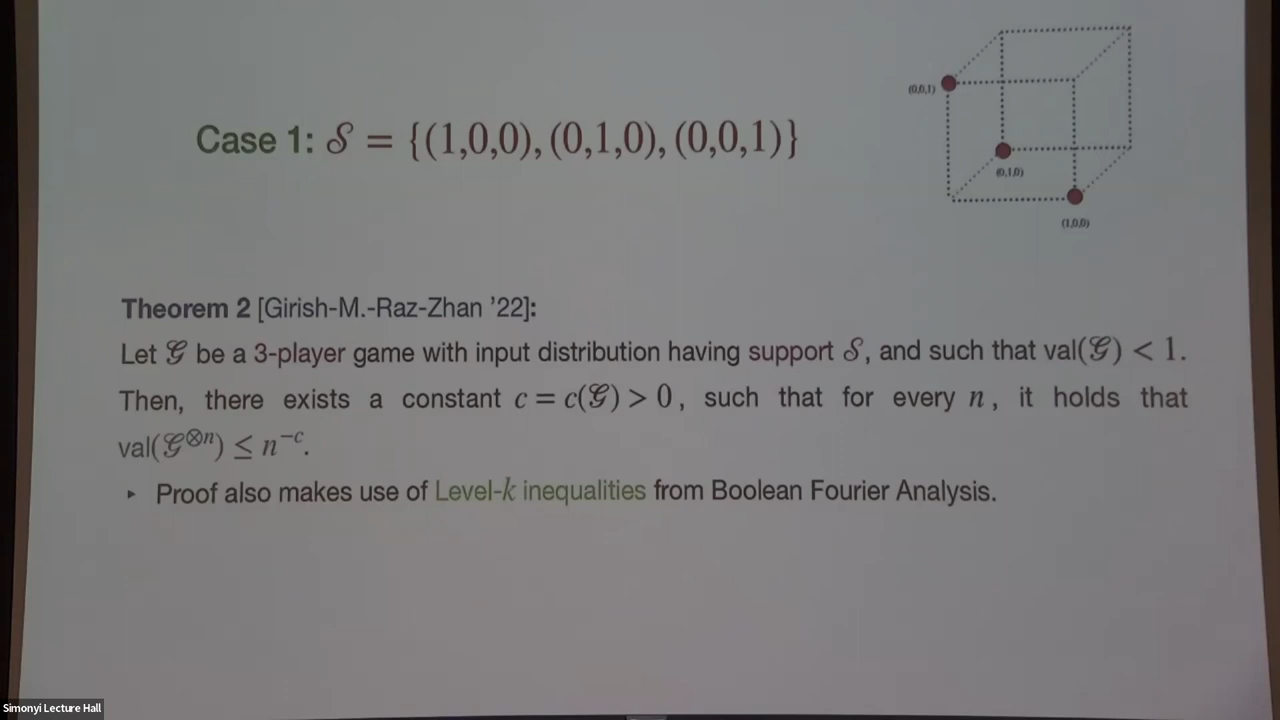 (0,0,1)
Case 1: 𝒮 = {(1,0,0), (0,1,0), (0,0,1)}
(0,1,0)
(1,0,0)
Theorem 2 [Girish-M.-Raz-Zhan '22]:
Let 𝒢 be a 3-player game with input distribution having support 𝒮, and such that val(𝒢) < 1.
Then, there exists a constant c = c(𝒢) > 0, such that for every n, it holds that
val(𝒢^{⊗n}) ≤ n^{−c}.
▸ Proof also makes use of Level-k inequalities from Boolean Fourier Analysis.
Simonyi Lecture Hall